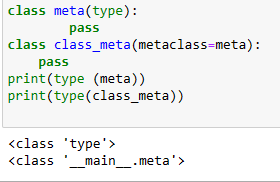 class meta(type):
        pass
class class_meta(metaclass=meta):
    pass
print(type (meta))
print(type(class_meta))
<class 'type'>
<class '__main__.meta'>